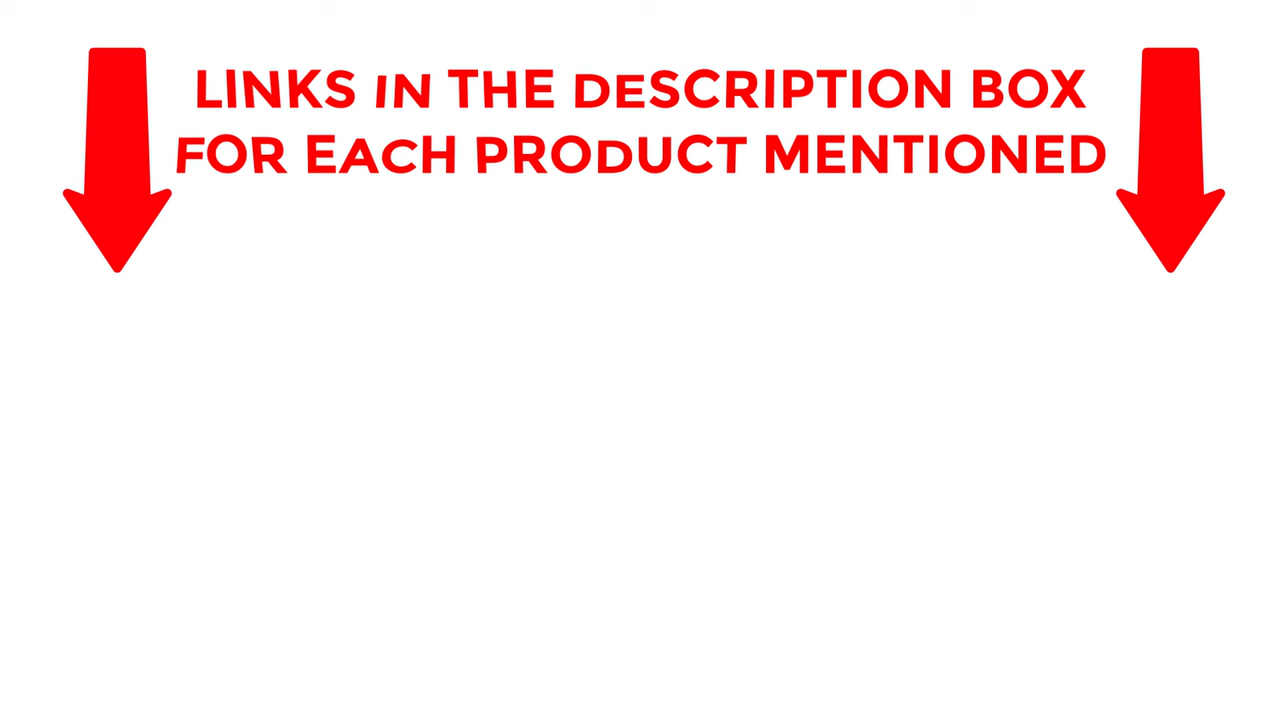 LINKS IN THE DESCRIPTION BOX
FOR EACH PRODUCT MENTIONED